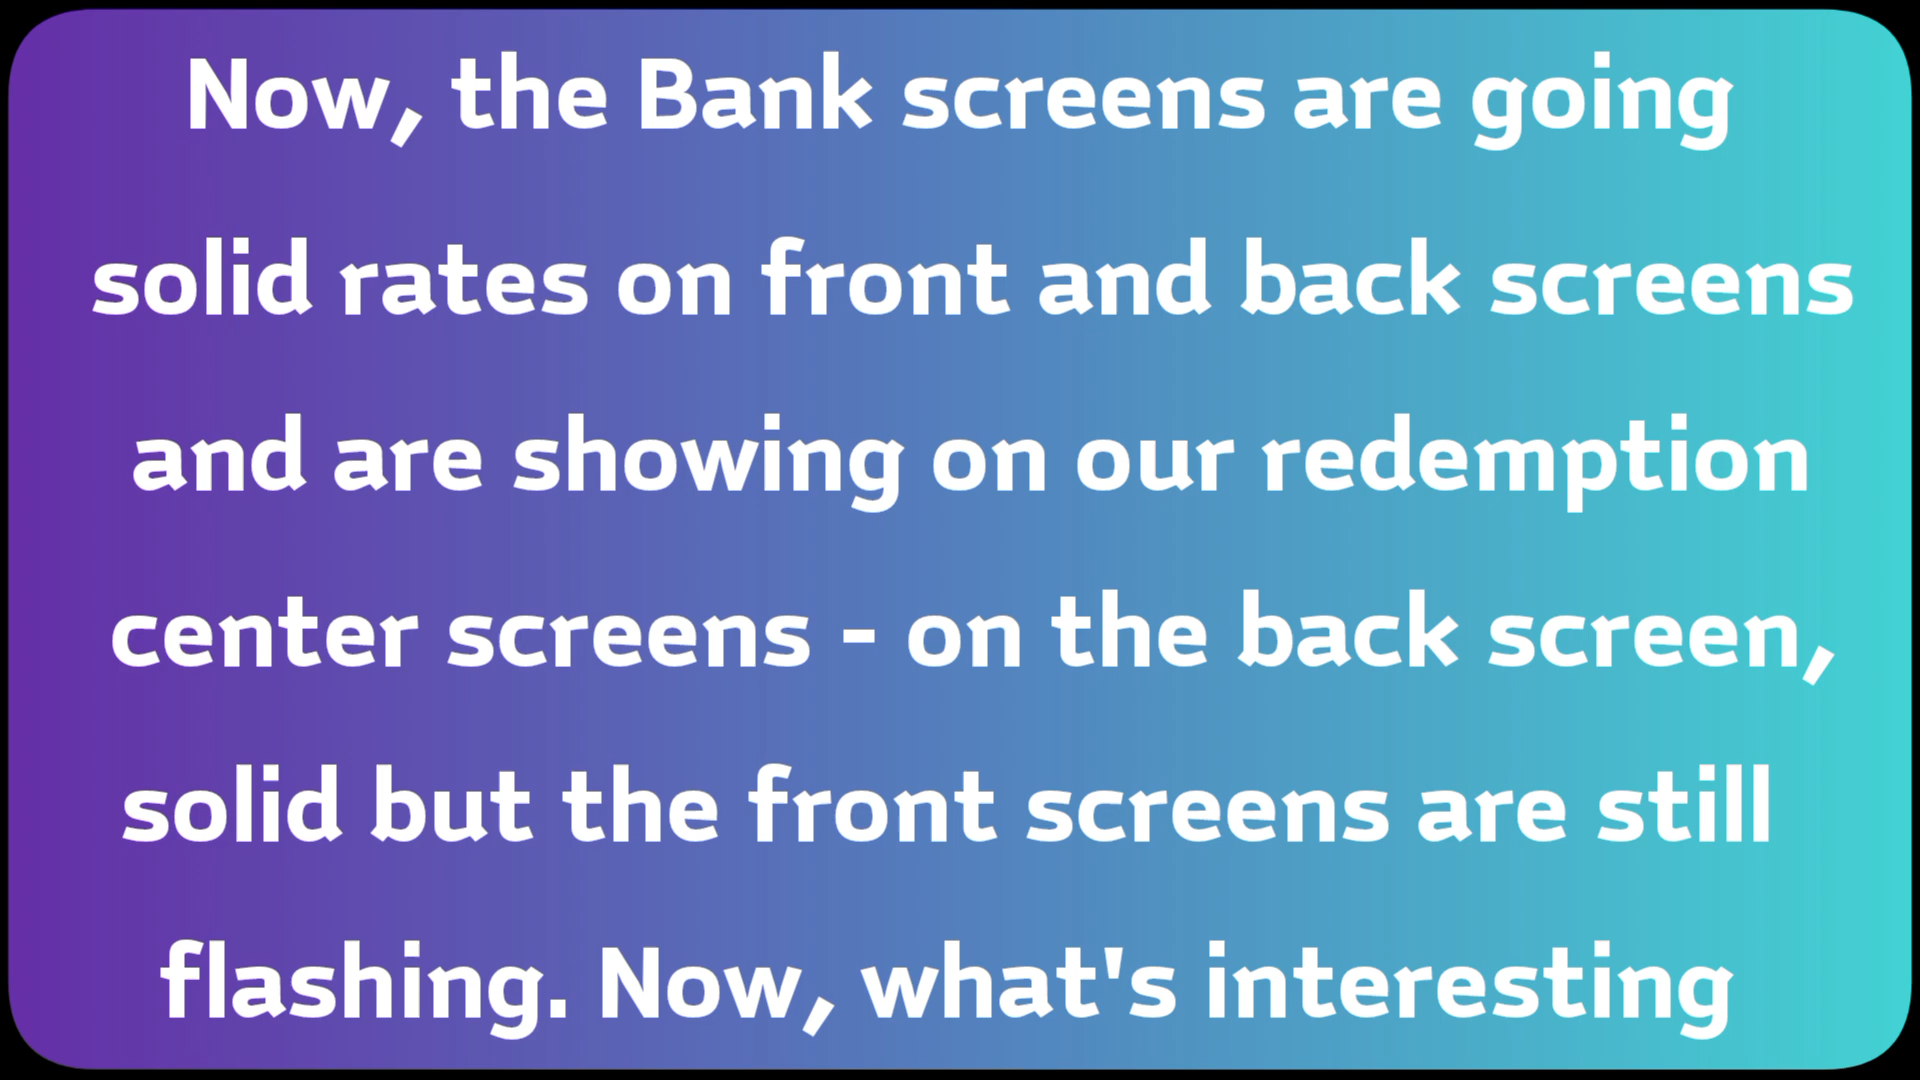 Now, the Bank screens are going
solid rates on front and back screens
and are showing on our redemption
center screens - on the back screen,
solid but the front screens are still
flashing. Now, what's interesting